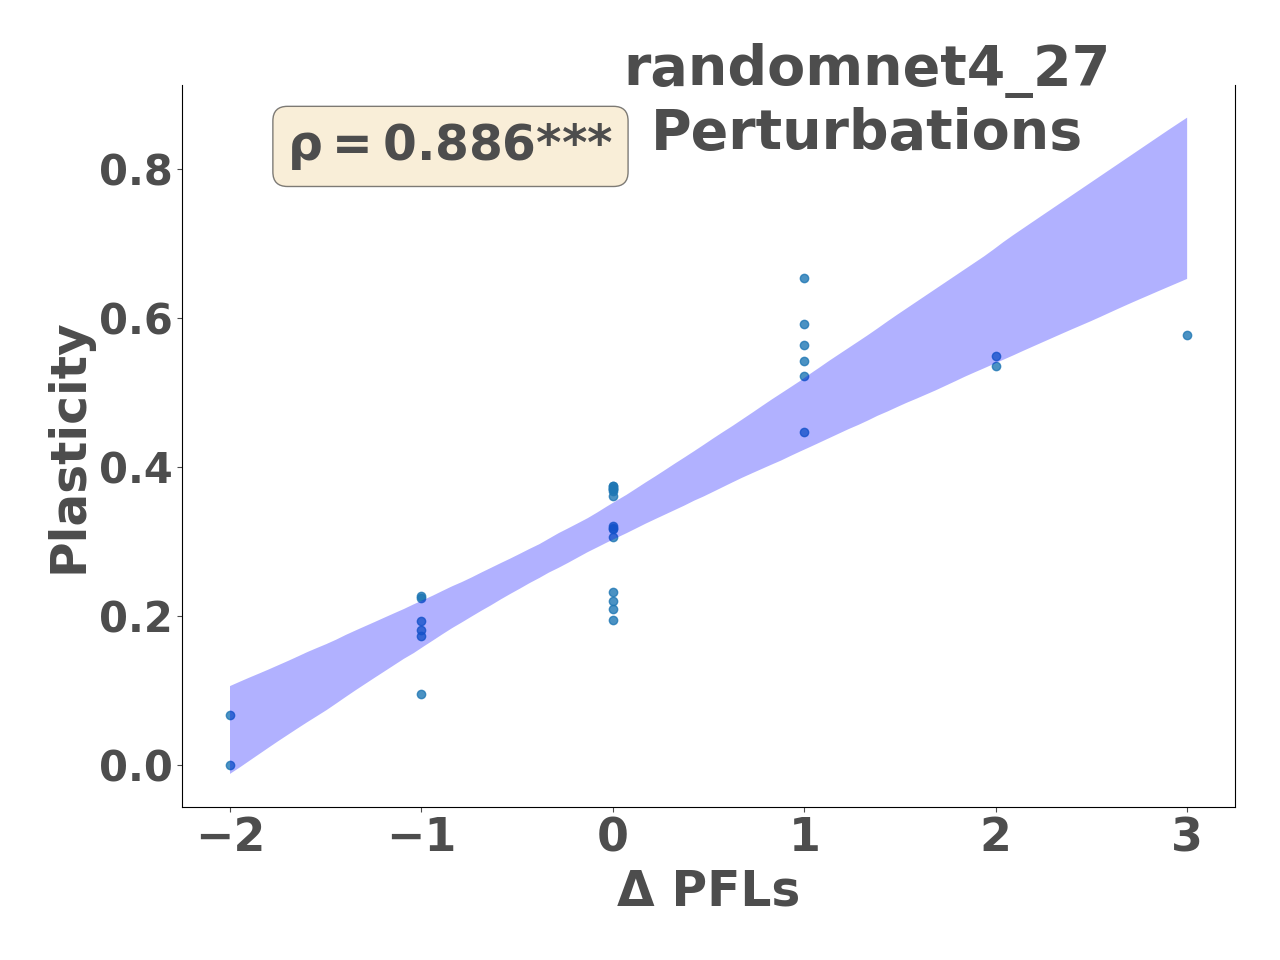 randomnet4_27
Perturbations
ρ = 0.886***
Plasticity
0.8
0.6
0.4
0.2
0.0
−2 −1 0 1 2 3
Δ PFLs